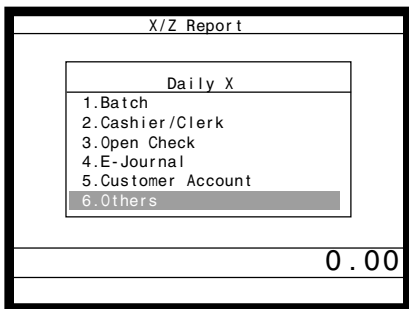 X/Z Report
Daily X
1.Batch
2.Cashier/Clerk
3.Open Check
4.E-Journal
5.Customer Account
6.Others
0.00